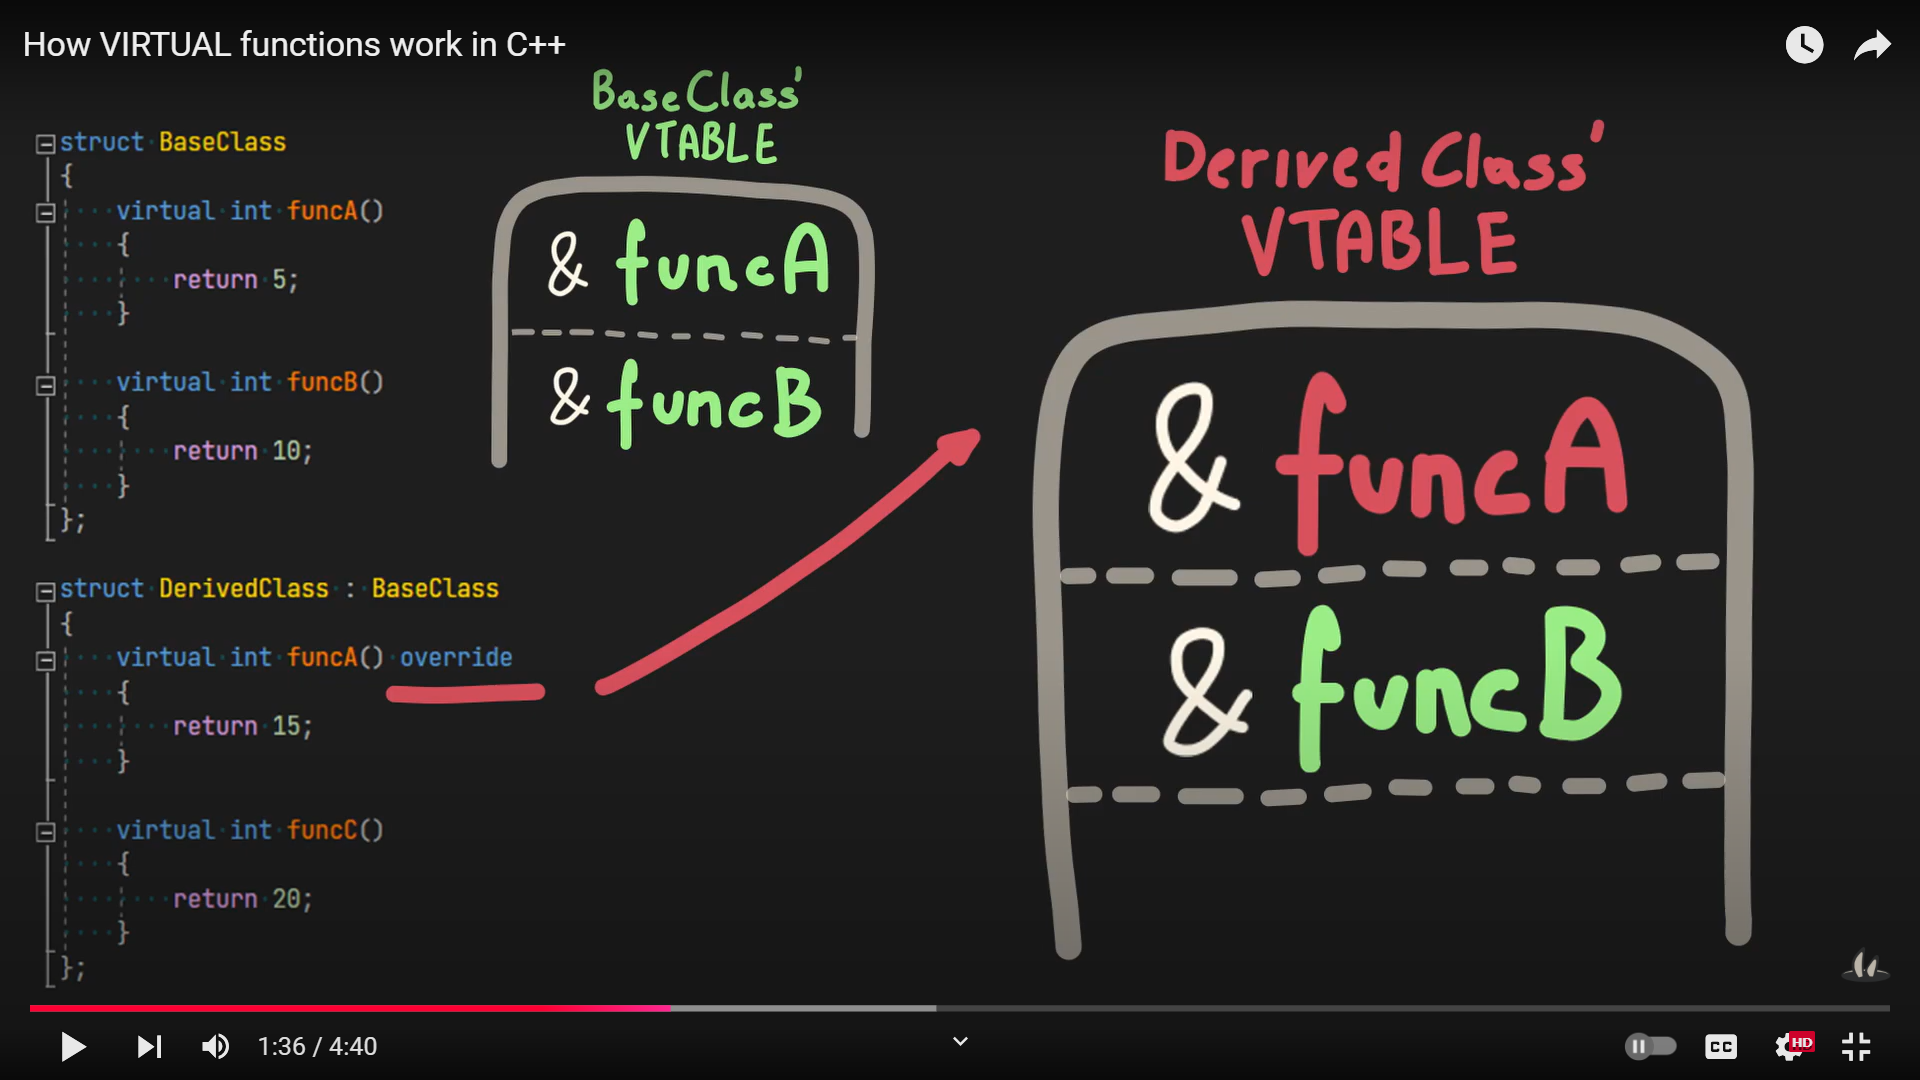 How VIRTUAL functions work in C++
struct BaseClass
{
virtual int funcA()
{
return 5;
}
virtual int funcB()
{
return 10;
}
};
struct DerivedClass : BaseClass
{
virtual int funcA() override
{
return 15;
}
virtual int funcC()
{
return 20;
}
};
BaseClass'
VTABLE
& funcA
& funcB
Derived Class'
VTABLE
& funcA
& funcB
1:36 / 4:40
CC
HD